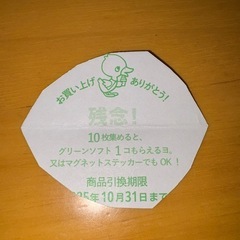 お買い上げ ありがとう！
残念！
10枚集めると、
グリーンソフト1コもらえるヨ。
又はマグネットステッカーでもOK！
商品引換期限
25年10月31日まで